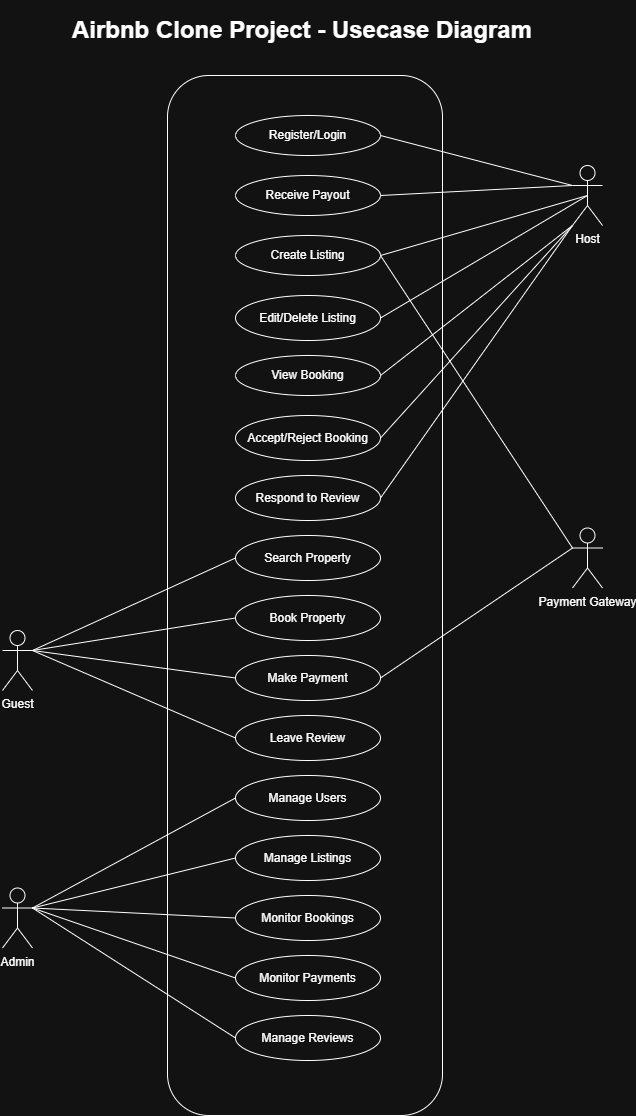 Airbnb Clone Project - Usecase Diagram
Register/Login
Receive Payout
Create Listing
Host
Edit/Delete Listing
View Booking
Accept/Reject Booking
Respond to Review
Search Property
Payment Gateway
Book Property
Make Payment
Guest
Leave Review
Manage Users
Manage Listings
Monitor Bookings
Admin
Monitor Payments
Manage Reviews